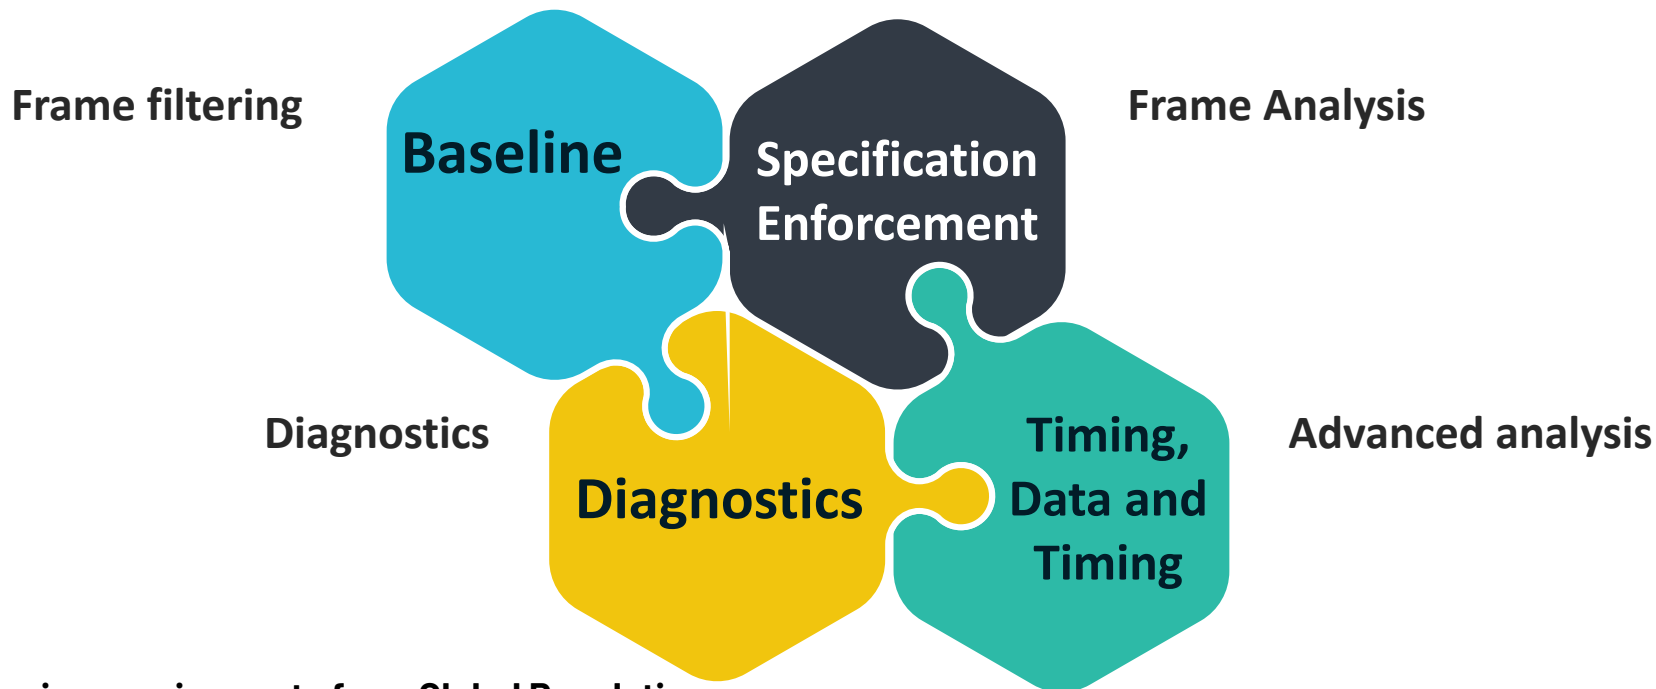 Frame filtering
Baseline
Specification
Enforcement
Frame Analysis
Diagnostics
Diagnostics
Timing,
Data and
Timing
Advanced analysis